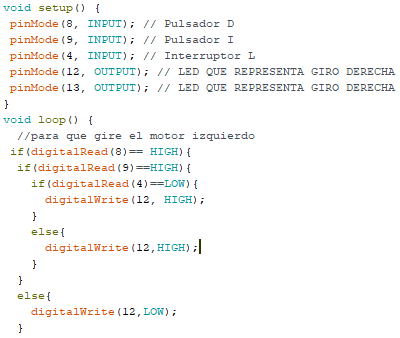 void setup() {
pinMode(8, INPUT); // Pulsador D
pinMode(9, INPUT); // Pulsador I
pinMode(4, INPUT); // Interruptor L
pinMode(12, OUTPUT); // LED QUE REPRESENTA GIRO DERECHA
pinMode(13, OUTPUT); // LED QUE REPRESENTA GIRO DERECHA
}
void loop() {
//para que gire el motor izquierdo
if(digitalRead(8)== HIGH){
if(digitalRead(9)==HIGH){
if(digitalRead(4)==LOW){
digitalWrite(12, HIGH);
}
else{
digitalWrite(12,HIGH);
}
}
else{
digitalWrite(12,LOW);
}